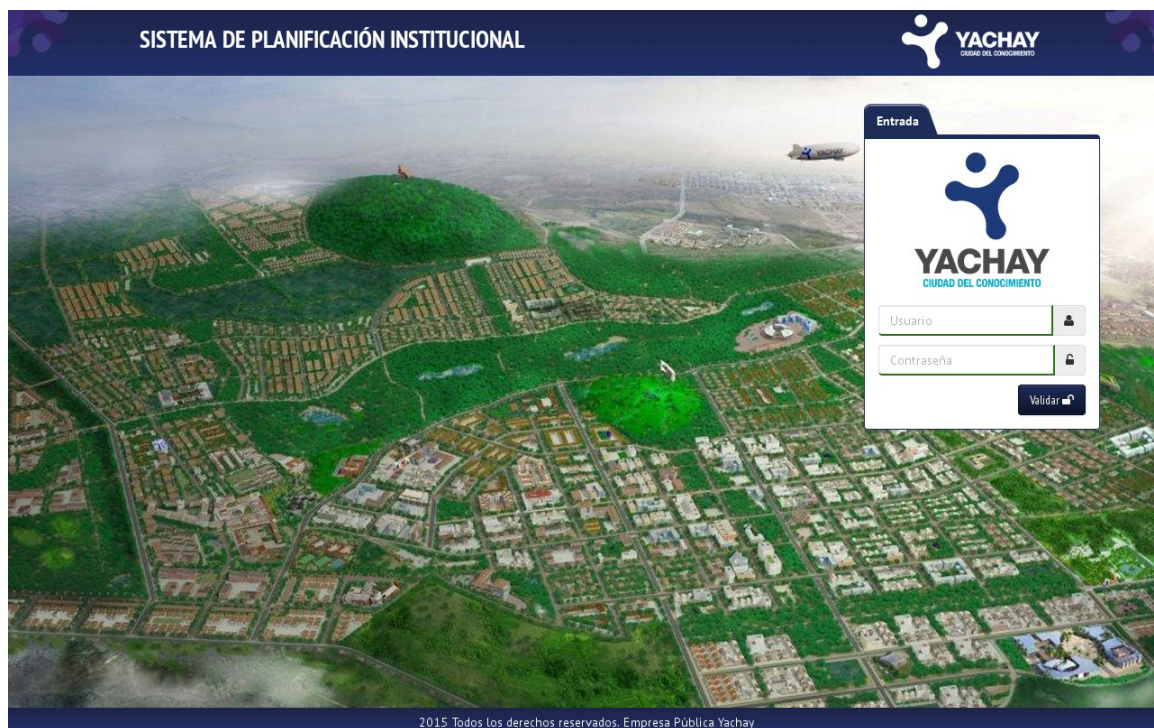 SISTEMA DE PLANIFICACIÓN INSTITUCIONAL
YACHAY
CIUDAD DEL CONOCIMIENTO
Entrada
YACHAY
YACHAY
CIUDAD DEL CONOCIMIENTO
Usuario
Contraseña
Validar
2015 Todos los derechos reservados. Empresa Pública Yachay